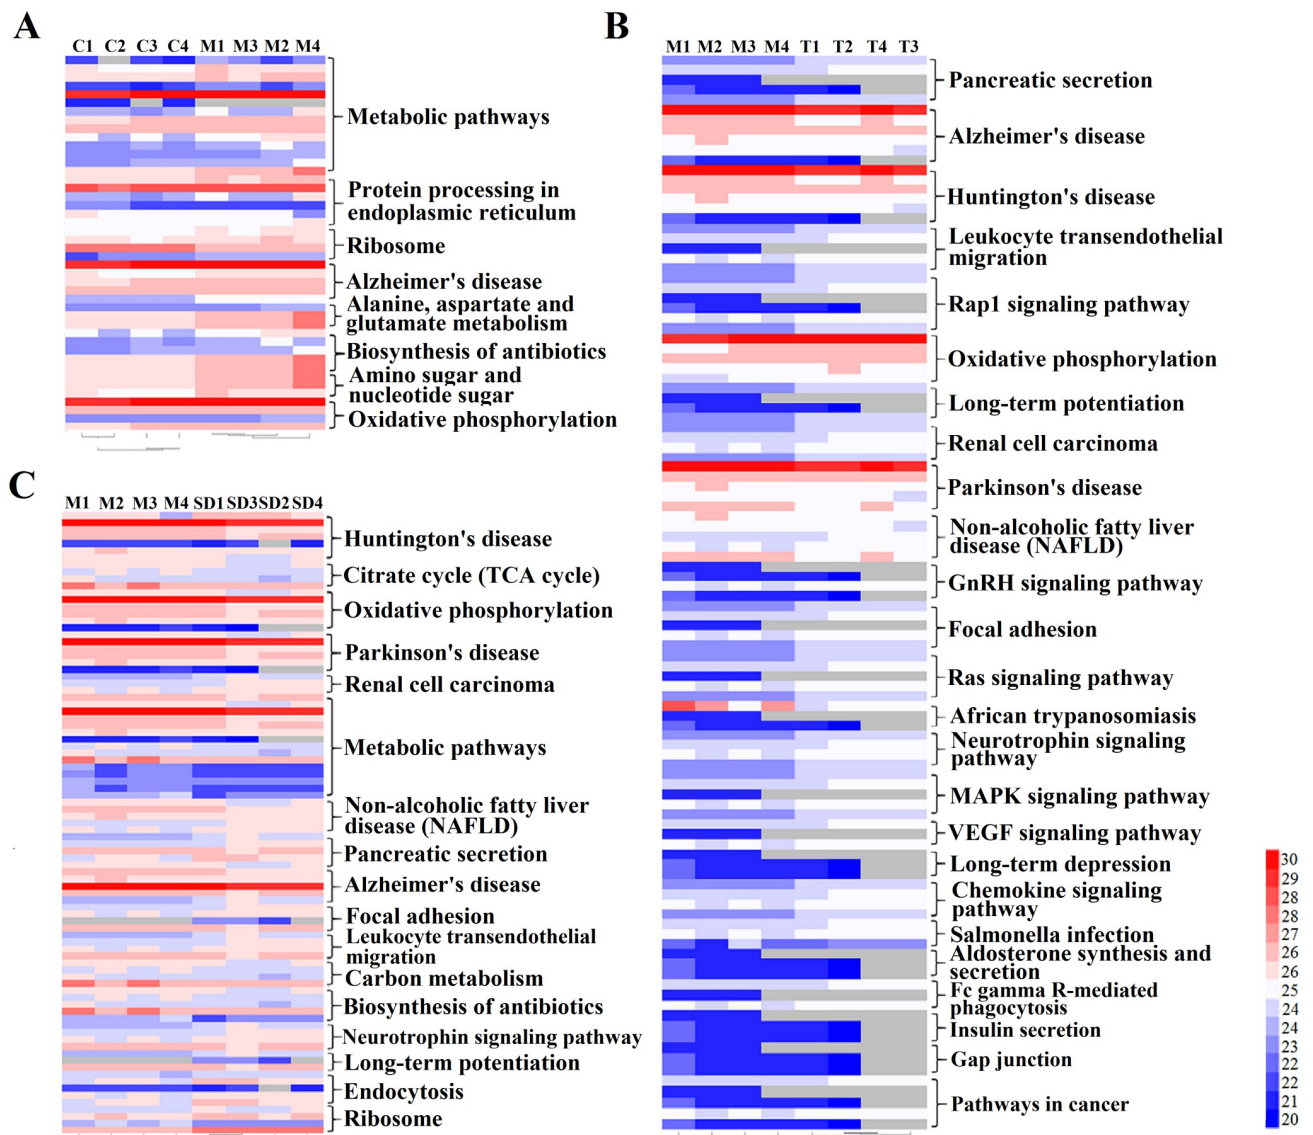 A
C1 C2 C3 C4 M1 M3 M2 M4
Metabolic pathways
Protein processing in
endoplasmic reticulum
Ribosome
Alzheimer's disease
Alanine, aspartate and
glutamate metabolism
Biosynthesis of antibiotics
Amino sugar and
nucleotide sugar
Oxidative phosphorylation
B
M1 M2 M3 M4 T1 T2 T4 T3
Pancreatic secretion
Alzheimer's disease
Huntington's disease
Leukocyte transendothelial
migration
Rap1 signaling pathway
Oxidative phosphorylation
Long-term potentiation
Renal cell carcinoma
Parkinson's disease
Non-alcoholic fatty liver
disease (NAFLD)
GnRH signaling pathway
Focal adhesion
Ras signaling pathway
African trypanosomiasis
Neurotrophin signaling
pathway
MAPK signaling pathway
VEGF signaling pathway
Long-term depression
Chemokine signaling
pathway
Salmonella infection
Aldosterone synthesis and
secretion
Fc gamma R-mediated
phagocytosis
Insulin secretion
Gap junction
Pathways in cancer
C
M1 M2 M3 M4 SD1 SD3 SD2 SD4
Huntington's disease
Citrate cycle (TCA cycle)
Oxidative phosphorylation
Parkinson's disease
Renal cell carcinoma
Metabolic pathways
Non-alcoholic fatty liver
disease (NAFLD)
Pancreatic secretion
Alzheimer's disease
Focal adhesion
Leukocyte transendothelial
migration
Carbon metabolism
Biosynthesis of antibiotics
Neurotrophin signaling pathway
Long-term potentiation
Endocytosis
Ribosome
30
29
28
28
27
26
26
25
24
24
23
22
22
21
20